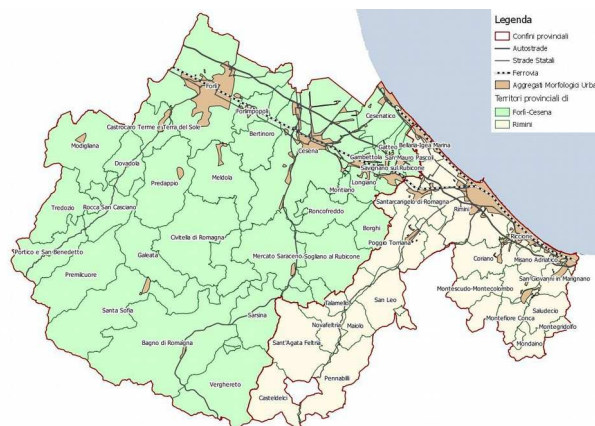 Legenda
Confini provinciali
Autostrade
Strade Statali
Ferrovia
Aggregati Morfologici Urba
Territori provinciali di
Forlì-Cesena
Rimini
Forlì
Forlimpopoli
Cesenatico
Castrocaro Terme e Terra del Sole
Bertinoro
Modigliana
Cesena
Gatteo
Bellaria-Igea Marina
Dovadola
Gambettola
San Mauro Pascoli
Savignano sul Rubicone
Predappio
Meldola
Longiano
Montiano
Tredozio
Rocca San Casciano
Roncofreddo
Santarcangelo di Romagna
Rimini
Borghi
Civitella di Romagna
Poggio Torriana
Riccione
Portico e San Benedetto
Galeata
Mercato Saraceno
Sogliano al Rubicone
Coriano
Misano Adriatico
Premilcuore
San Giovanni in Marignano
Montescudo-Montecolombo
Santa Sofia
Talamello
San Leo
Saludecio
Sarsina
Novafeltria
Maiolo
Montefiore Conca
Montegridolfo
Bagno di Romagna
Sant'Agata Feltria
Mondaino
Verghereto
Pennabilli
Casteldelci